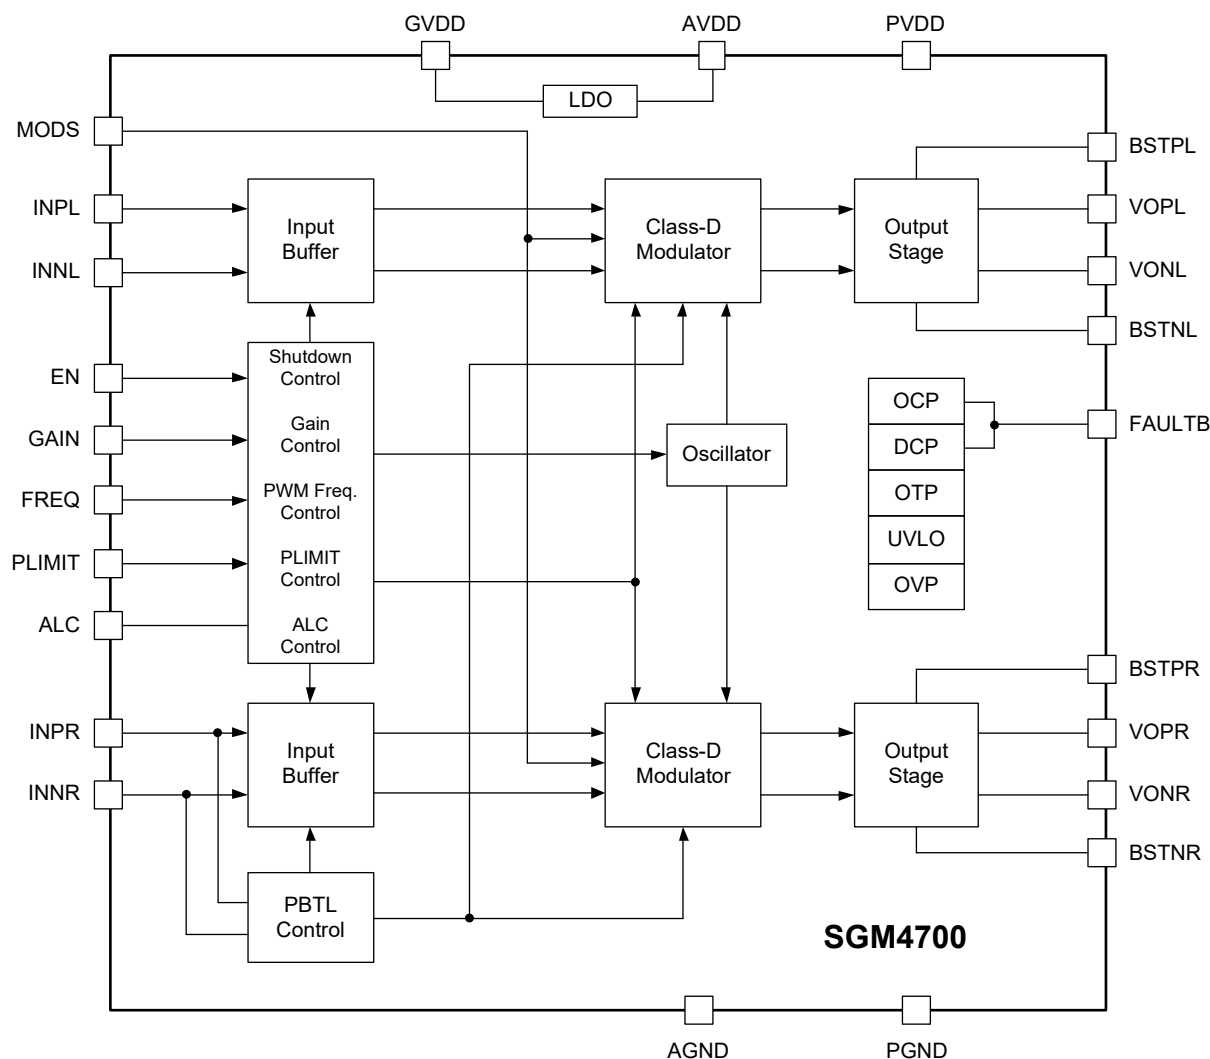 GVDD
AVDD
PVDD
LDO
MODS
BSTPL
INPL
Input
Buffer
Class-D
Modulator
Output
Stage
VOPL
INNL
VONL
BSTNL
Shutdown
Control
EN
OCP
Gain
Control
GAIN
FAULTB
DCP
Oscillator
PWM Freq.
Control
FREQ
OTP
UVLO
PLIMIT
PLIMIT
Control
OVP
ALC
ALC
Control
BSTPR
INPR
Input
Buffer
Class-D
Modulator
Output
Stage
VOPR
INNR
VONR
BSTNR
PBTL
Control
SGM4700
AGND
PGND